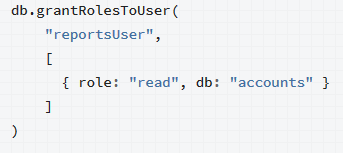 db.grantRolesToUser(
    "reportsUser",
    [
      { role: "read", db: "accounts" }
    ]
)